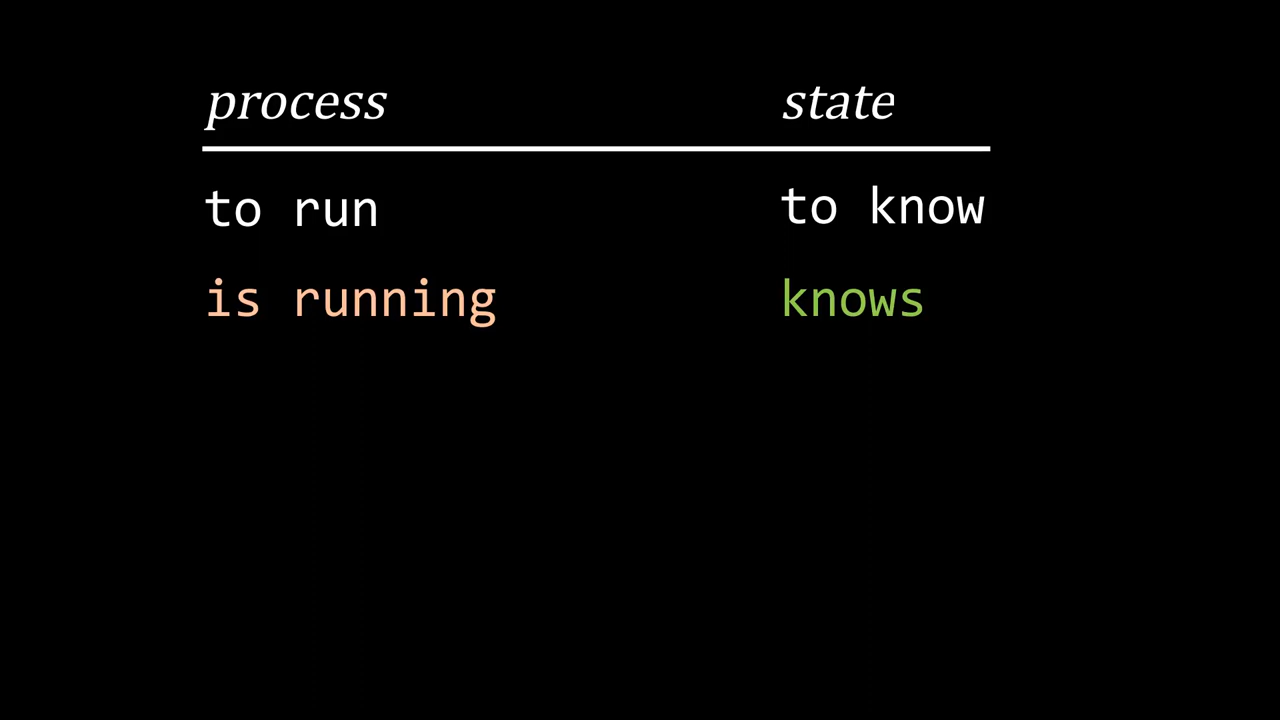 process state
to run to know
is running knows